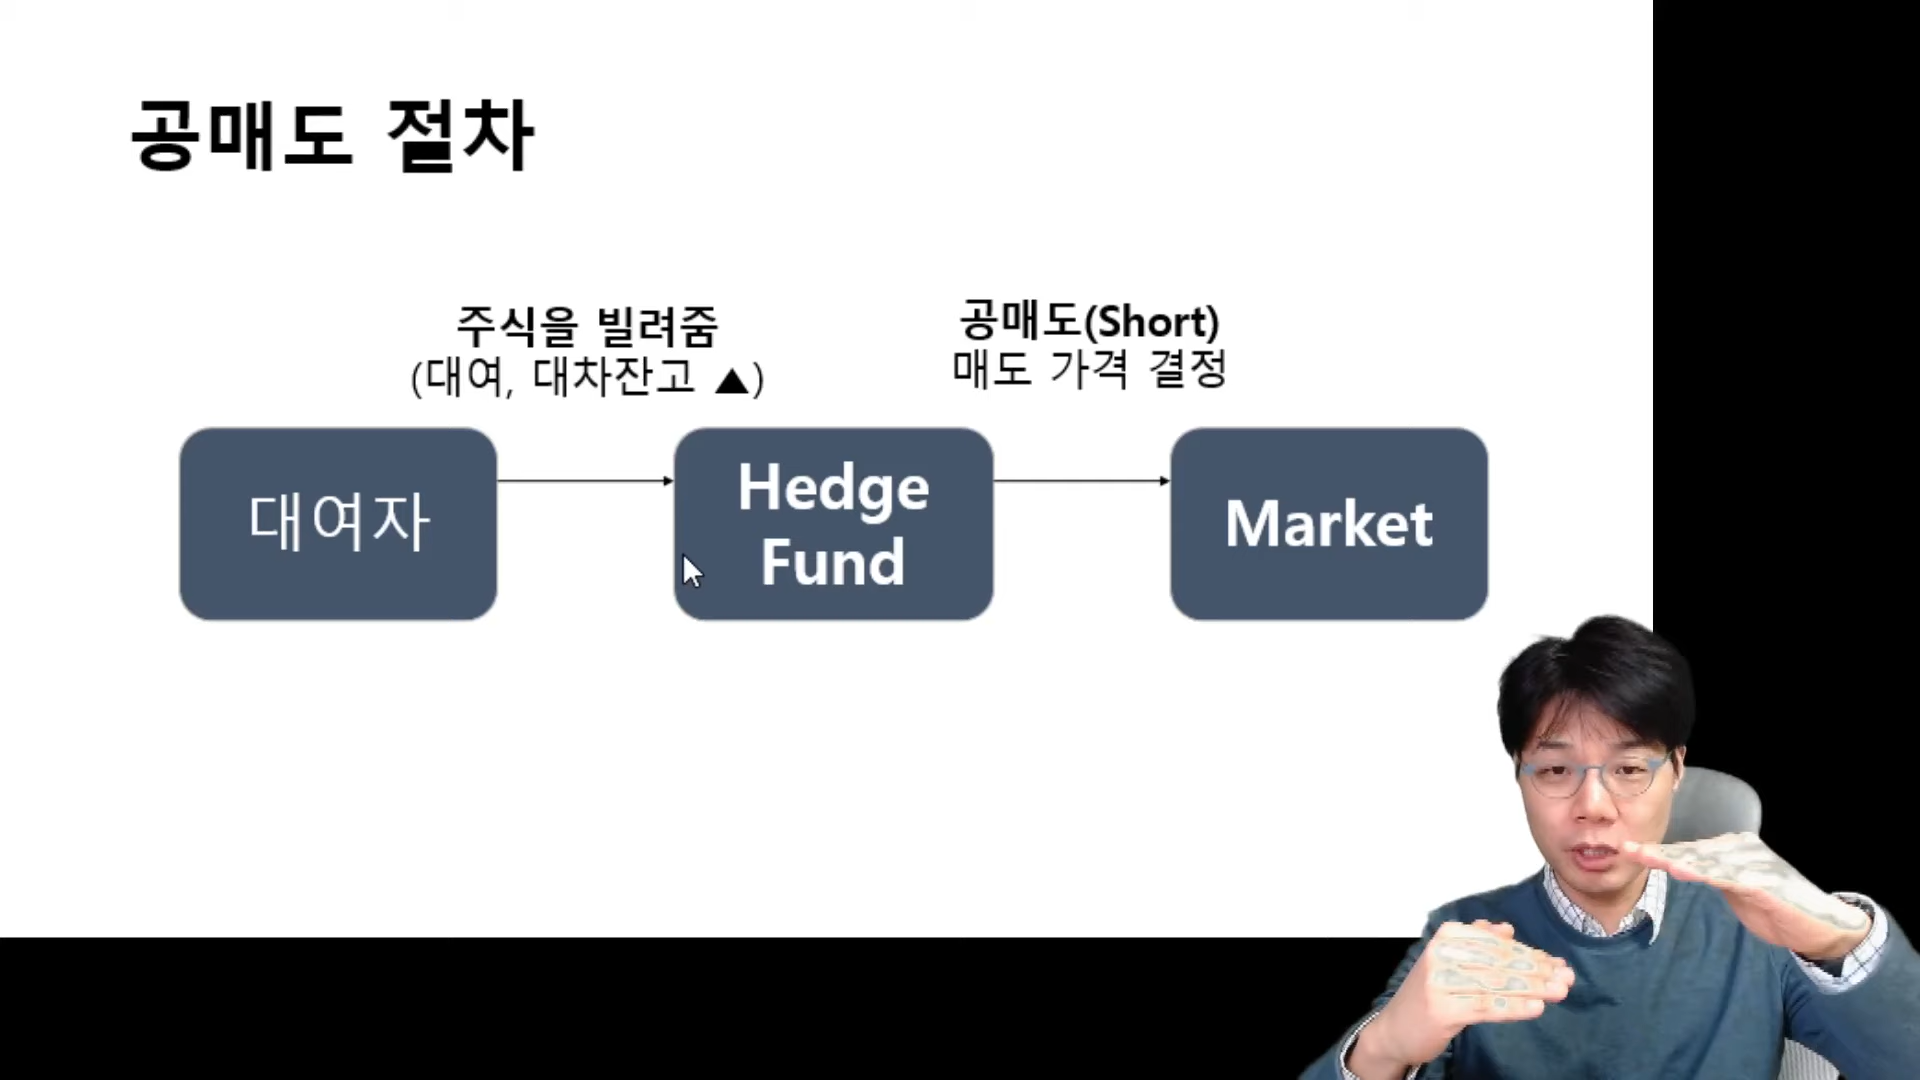 공매도 절차
주식을 빌려줌
(대여, 대차잔고 ▲)
공매도(Short)
매도 가격 결정
대여자
Hedge
Fund
Market